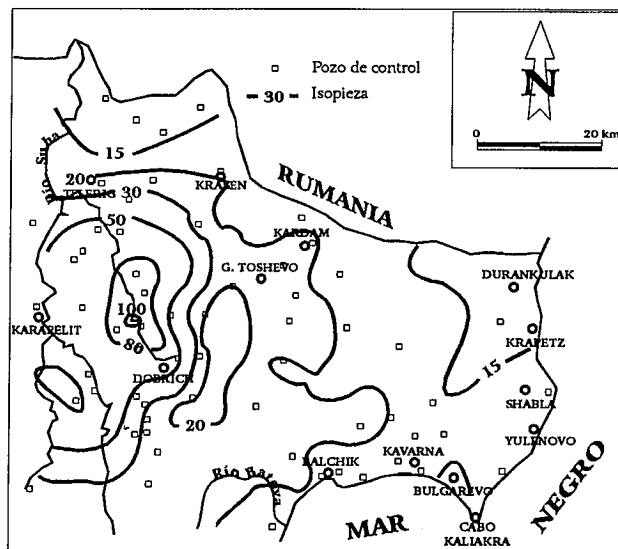 Pozo de control
30 Isopieza
N
0 20 km
Río Suha
15
20
TELERIG
KRAXEN
30
RUMANIA
50
KARDAM
G. TOSHEVO
DURANKULAK
100
KARAPELIT
80
KRAPETZ
DOBRICH
15
SHABLA
20
YULENOVO
Río Batova
BALCHIK
KAVARNA
BULGAREVO
MAR NEGRO
CABO
KALIAKRA